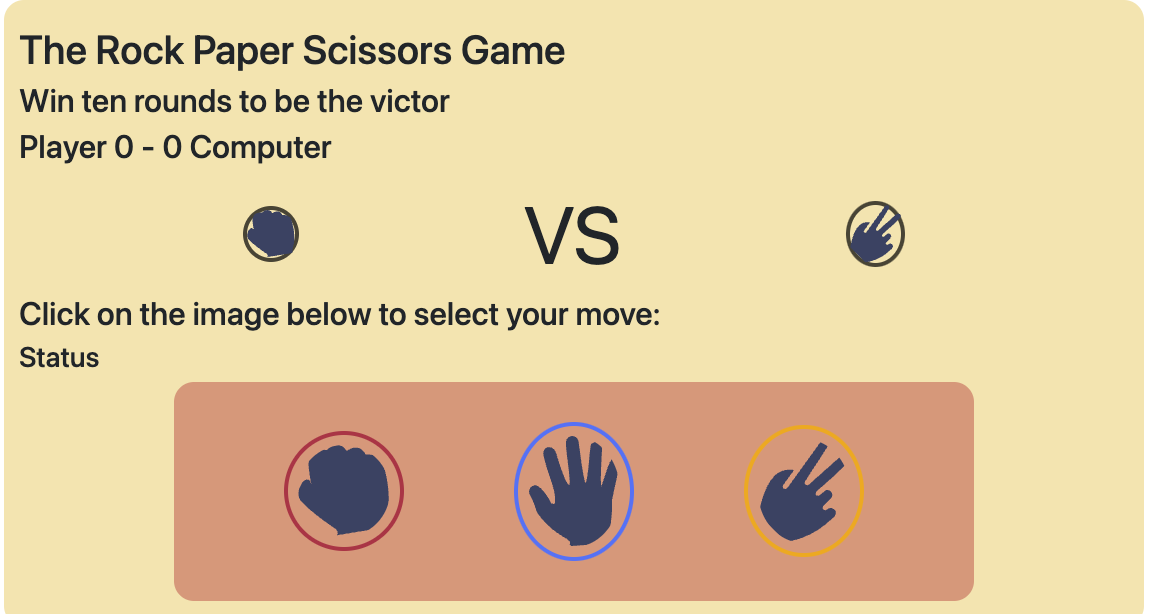 The Rock Paper Scissors Game
Win ten rounds to be the victor
Player 0 - 0 Computer
VS
Click on the image below to select your move:
Status